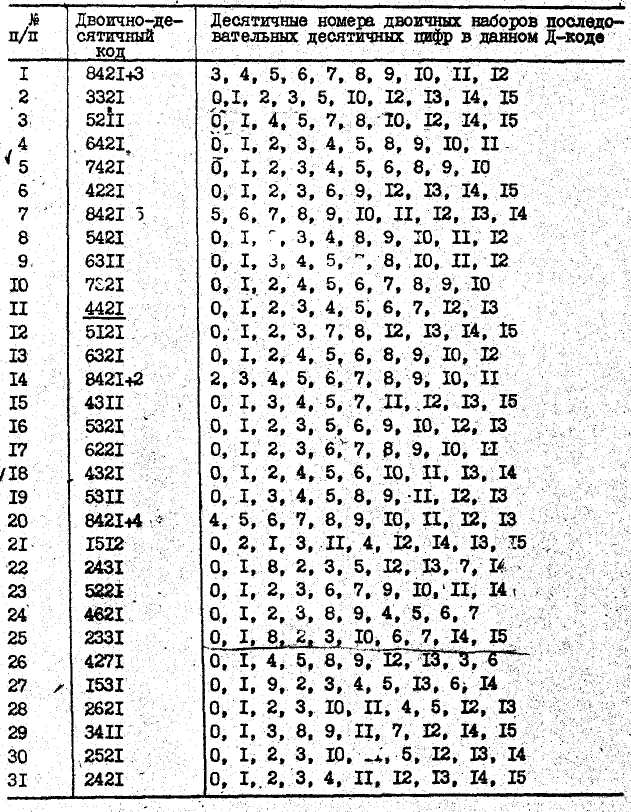 № п/п Двоично-десятичный код Десятичные номера двоичных наборов последовательных десятичных цифр в данном Д-коде
I 842I+3 3, 4, 5, 6, 7, 8, 9, I0, II, I2
2 332I 0, I, 2, 3, 5, I0, I2, I3, I4, I5
3 52II 0, I, 4, 5, 7, 8, I0, I2, I4, I5
4 642I 0, I, 2, 3, 4, 5, 8, 9, I0, II
5 742I 0, I, 2, 3, 4, 5, 6, 8, 9, I0
6 422I 0, I, 2, 3, 6, 9, I2, I3, I4, I5
7 842I 5, 6, 7, 8, 9, I0, II, I2, I3, I4
8 542I 0, I, , 3, 4, 8, 9, I0, II, I2
9 63II 0, I, 3, 4, 5, , 8, I0, II, I2
I0 0, I, 2, 4, 5, 6, 7, 8, 9, I0
II 442I 0, I, 2, 3, 4, 5, 6, 7, I2, I3
I2 5I2I 0, I, 2, 3, 7, 8, I2, I3, I4, I5
I3 632I 0, I, 2, 4, 5, 6, 8, 9, I0, I2
I4 842I+2 2, 3, 4, 5, 6, 7, 8, 9, I0, II
I5 43II 0, I, 3, 4, 5, 7, II, I2, I3, I5
I6 532I 0, I, 2, 3, 5, 6, 9, I0, I2, I3
I7 622I 0, I, 2, 3, 6, 7, 8, 9, I0, II
I8 432I 0, I, 2, 4, 5, 6, I0, II, I3, I4
I9 53II 0, I, 3, 4, 5, 8, 9, II, I2, I3
20 842I+4 4, 5, 6, 7, 8, 9, I0, II, I2, I3
2I I5I2 0, 2, I, 3, II, 4, I2, I4, I3, I5
22 243I 0, I, 8, 2, 3, 5, I2, I3, 7, I4
23 522I 0, I, 2, 3, 6, 7, 9, I0, II, I4
24 462I 0, I, 2, 3, 8, 9, 4, 5, 6, 7
25 233I 0, I, 8, 2, 3, I0, 6, 7, I4, I5
26 427I 0, I, 4, 5, 8, 9, I2, I3, 3, 6
27 I53I 0, I, 9, 2, 3, 4, 5, I3, 6, I4
28 262I 0, I, 2, 3, I0, II, 4, 5, I2, I3
29 34II 0, I, 3, 8, 9, II, 7, I2, I4, I5
30 252I 0, I, 2, 3, I0, , 5, I2, I3, I4
3I 242I 0, I, 2, 3, 4, II, I2, I3, I4, I5